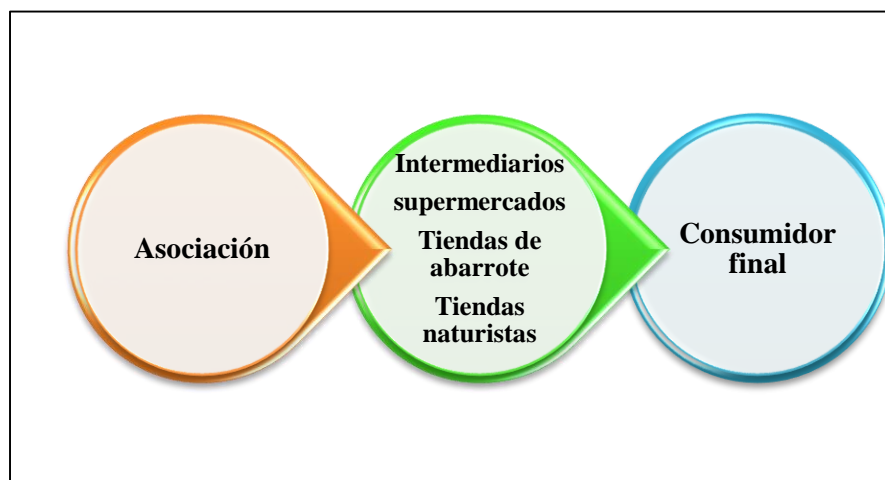 Asociación
Intermediarios
supermercados
Tiendas de
abarrote
Tiendas
naturistas
Consumidor
final